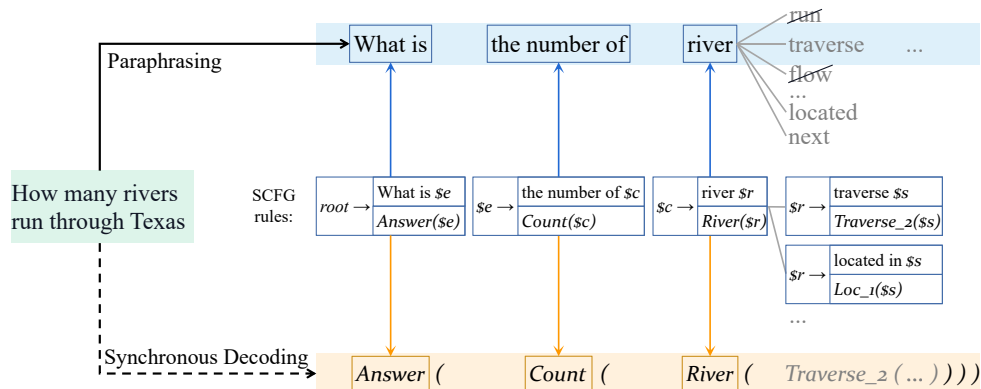 run
What is the number of river traverse ...
Paraphrasing
flow
...
located
next
How many rivers
run through Texas
SCFG
rules:
root → What is $e
Answer($e)
$e → the number of $c
Count($c)
$c → river $r
River($r)
$r → traverse $s
Traverse_2($s)
$r → located in $s
Loc_1($s)
...
Synchronous Decoding
Answer ( Count ( River ( Traverse_2 ( ... ) ) ) )